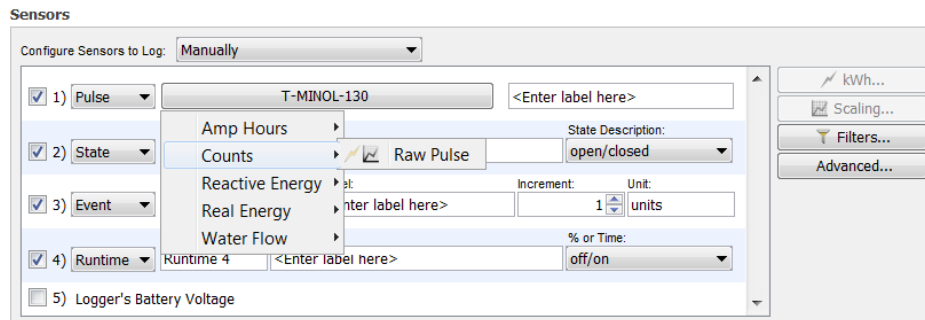 Sensors
Configure Sensors to Log: Manually
kWh...
1) Pulse T-MINOL-130 <Enter label here>
Scaling...
Amp Hours
State Description:
Filters...
2) State Counts Raw Pulse open/closed
Advanced...
Reactive Energy Increment: Unit:
3) Event Real Energy nter label here> 1 units
Water Flow % or Time:
4) Runtime Runtime 4 <Enter label here> off/on
5) Logger's Battery Voltage